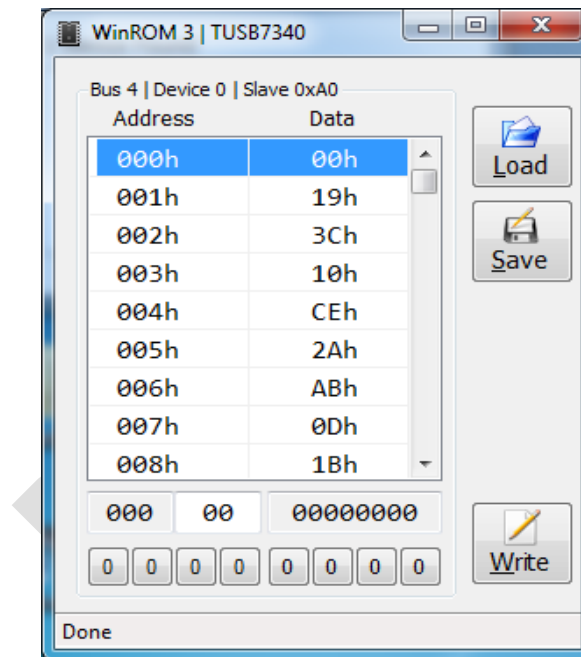 WinROM 3 | TUSB7340
Bus 4 | Device 0 | Slave 0xA0
Address Data
000h 00h
001h 19h
002h 3Ch
003h 10h
004h CEh
005h 2Ah
006h ABh
007h 0Dh
008h 1Bh
000 00 00000000
0 0 0 0 0 0 0 0
Load
Save
Write
Done